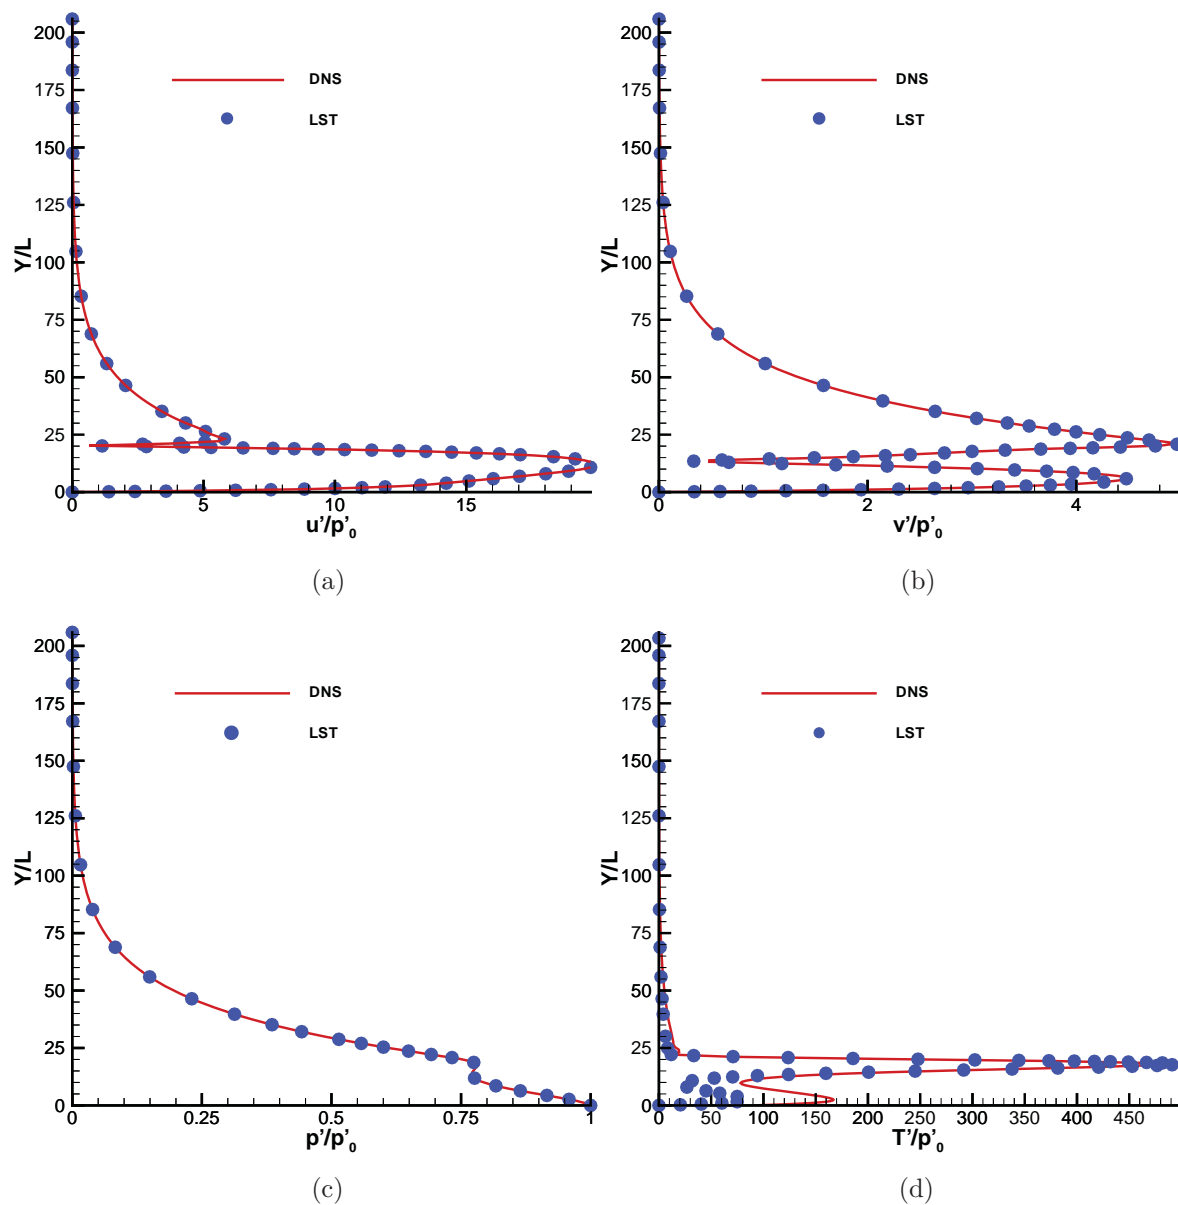 200
175
150
125
100
75
50
25
0
Y/L
DNS
LST
0 5 10 15
u'/p'₀
(a)
200
175
150
125
100
75
50
25
0
Y/L
DNS
LST
0 2 4
v'/p'₀
(b)
200
175
150
125
100
75
50
25
0
Y/L
DNS
LST
0 0.25 0.5 0.75 1
p'/p'₀
(c)
200
175
150
125
100
75
50
25
0
Y/L
DNS
LST
0 50 100 150 200 250 300 350 400 450
T'/p'₀
(d)